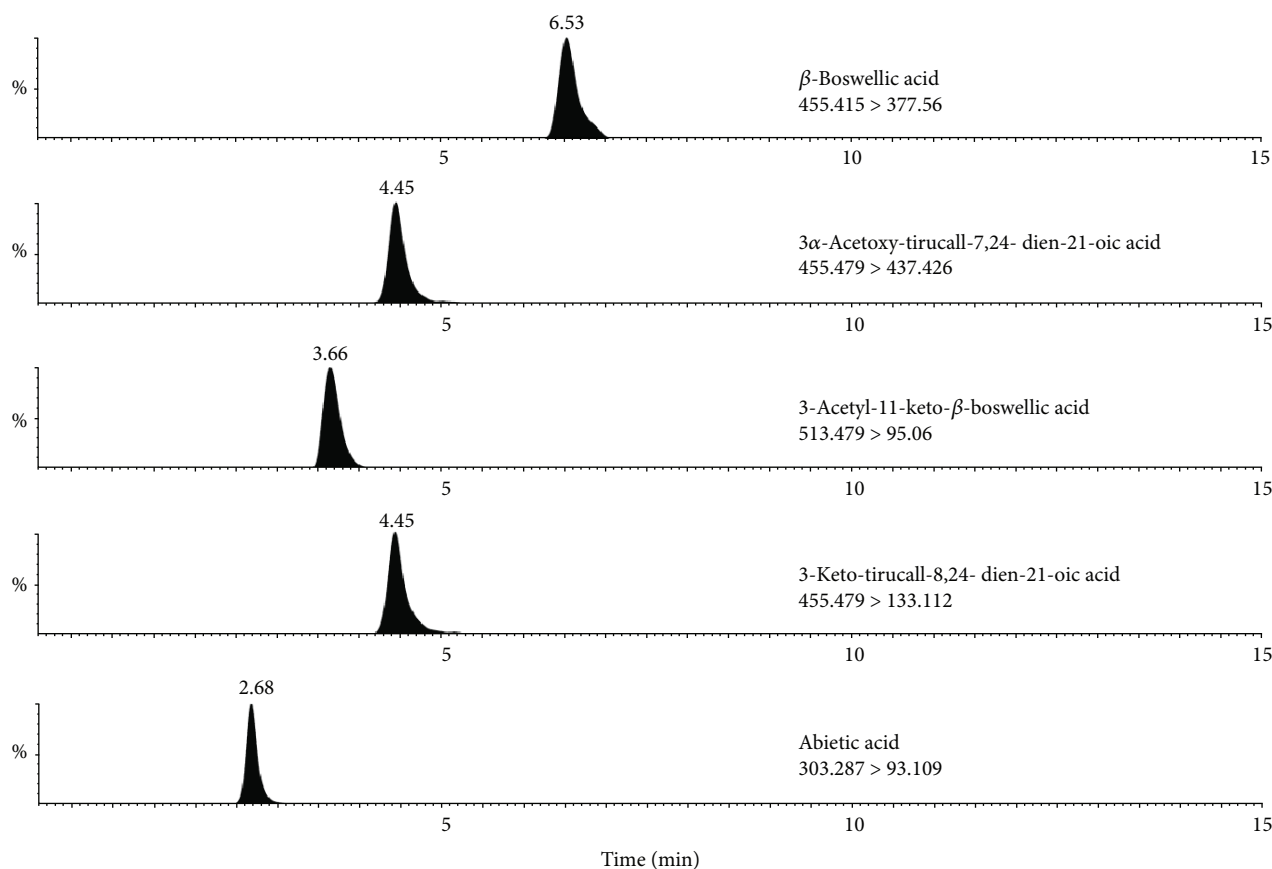 6.53
%
β-Boswellic acid
455.415 > 377.56
5 10 15
4.45
%
3α-Acetoxy-tirucall-7,24- dien-21-oic acid
455.479 > 437.426
5 10 15
3.66
%
3-Acetyl-11-keto-β-boswellic acid
513.479 > 95.06
5 10 15
4.45
%
3-Keto-tirucall-8,24- dien-21-oic acid
455.479 > 133.112
5 10 15
2.68
%
Abietic acid
303.287 > 93.109
5 10 15
Time (min)